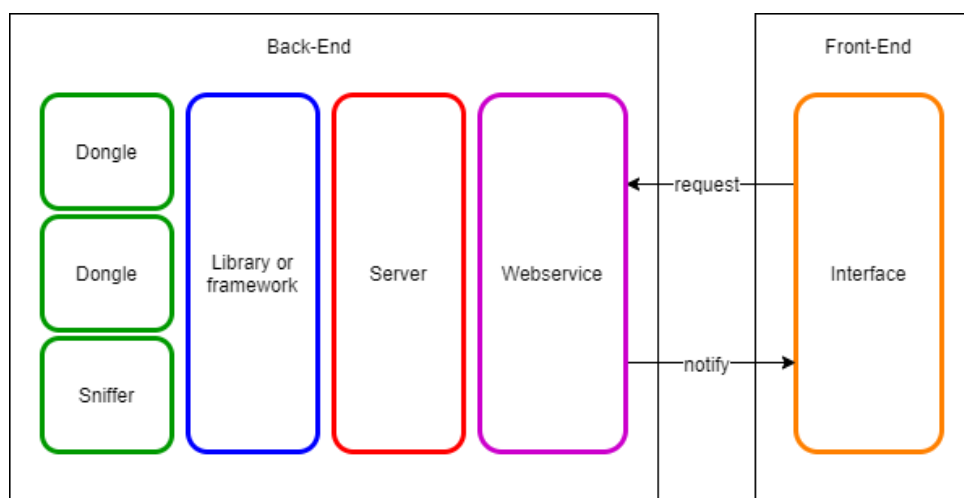 Back-End
Front-End
Dongle
Dongle
Sniffer
Library or
framework
Server
Webservice
request
notify
Interface